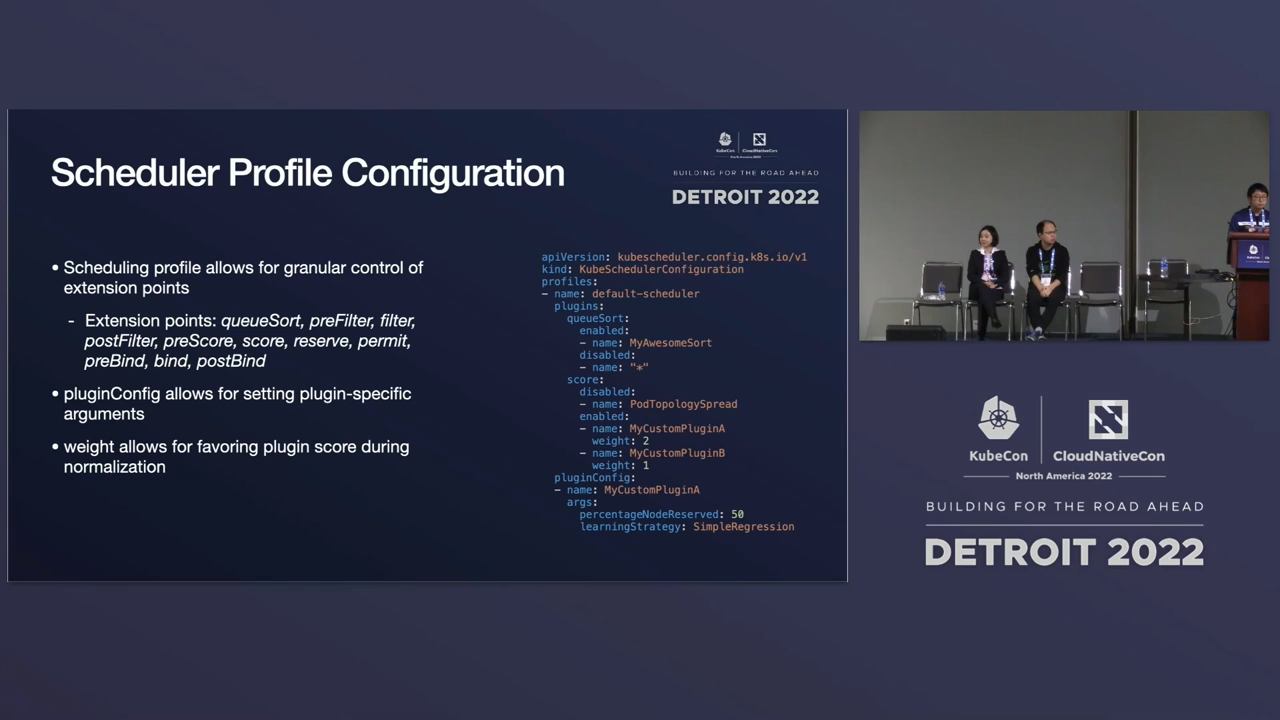 Scheduler Profile Configuration
KubeCon
CloudNativeCon
North America 2022
BUILDING FOR THE ROAD AHEAD
DETROIT 2022
• Scheduling profile allows for granular control of
extension points
- Extension points: queueSort, preFilter, filter,
postFilter, preScore, score, reserve, permit,
preBind, bind, postBind
• pluginConfig allows for setting plugin-specific
arguments
• weight allows for favoring plugin score during
normalization
apiVersion: kubescheduler.config.k8s.io/v1
kind: KubeSchedulerConfiguration
profiles:
- name: default-scheduler
  plugins:
    queueSort:
      enabled:
      - name: MyAwesomeSort
      disabled:
      - name: "*"
    score:
      disabled:
      - name: PodTopologySpread
      enabled:
      - name: MyCustomPluginA
        weight: 2
      - name: MyCustomPluginB
        weight: 1
  pluginConfig:
  - name: MyCustomPluginA
    args:
      percentageNodeReserved: 50
      learningStrategy: SimpleRegression
KubeCon
CloudNativeCon
North America 2022
BUILDING FOR THE ROAD AHEAD
DETROIT 2022